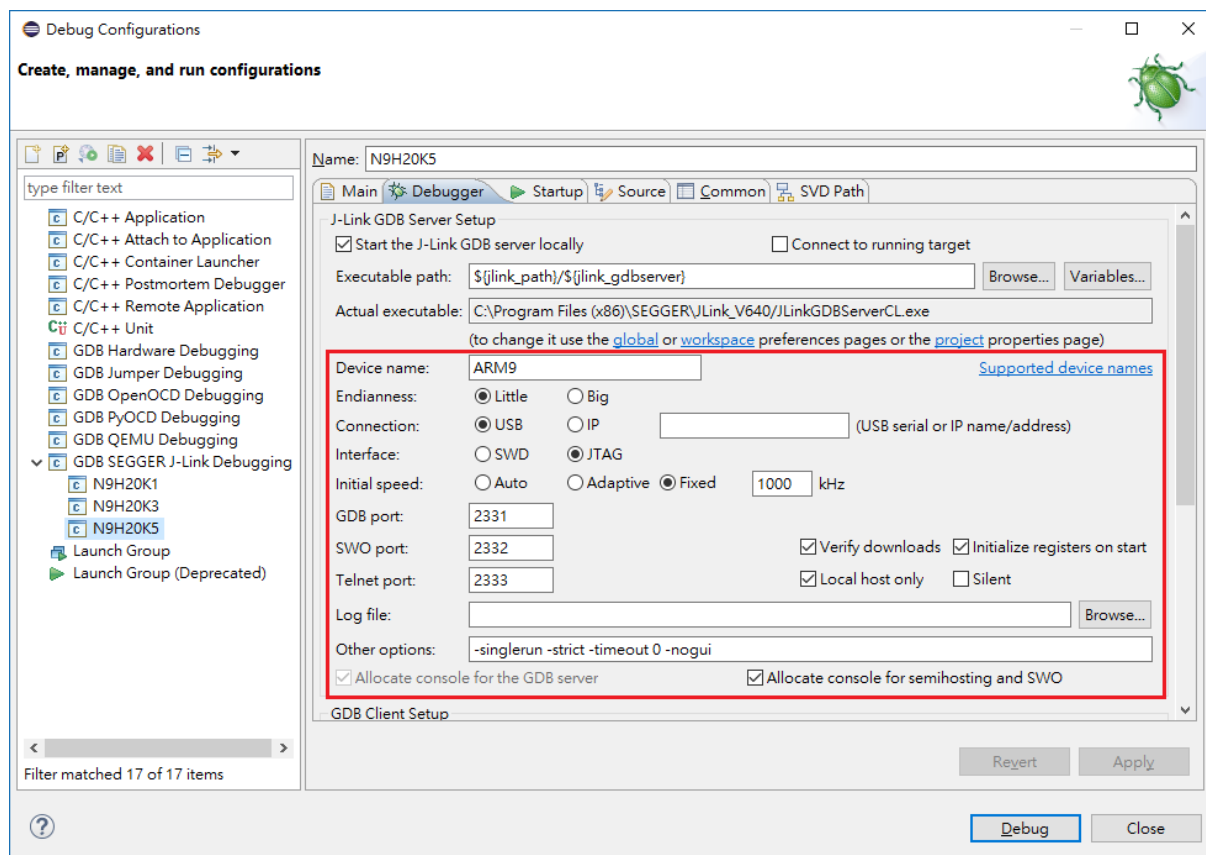 Debug Configurations
Create, manage, and run configurations
type filter text
C/C++ Application
C/C++ Attach to Application
C/C++ Container Launcher
C/C++ Postmortem Debugger
C/C++ Remote Application
C/C++ Unit
GDB Hardware Debugging
GDB Jumper Debugging
GDB OpenOCD Debugging
GDB PyOCD Debugging
GDB QEMU Debugging
GDB SEGGER J-Link Debugging
N9H20K1
N9H20K3
N9H20K5
Launch Group
Launch Group (Deprecated)
Filter matched 17 of 17 items
Name: N9H20K5
Main Debugger Startup Source Common SVD Path
J-Link GDB Server Setup
Start the J-Link GDB server locally Connect to running target
Executable path: ${jlink_path}/${jlink_gdbserver} Browse... Variables...
Actual executable: C:\Program Files (x86)\SEGGER\JLink_V640/JLinkGDBServerCL.exe
(to change it use the global or workspace preferences pages or the project properties page)
Device name: ARM9 Supported device names
Endianness: Little Big
Connection: USB IP (USB serial or IP name/address)
Interface: SWD JTAG
Initial speed: Auto Adaptive Fixed 1000 kHz
GDB port: 2331
SWO port: 2332 Verify downloads Initialize registers on start
Telnet port: 2333 Local host only Silent
Log file: Browse...
Other options: -singlerun -strict -timeout 0 -nogui
Allocate console for the GDB server Allocate console for semihosting and SWO
GDB Client Setup
Revert Apply
Debug Close